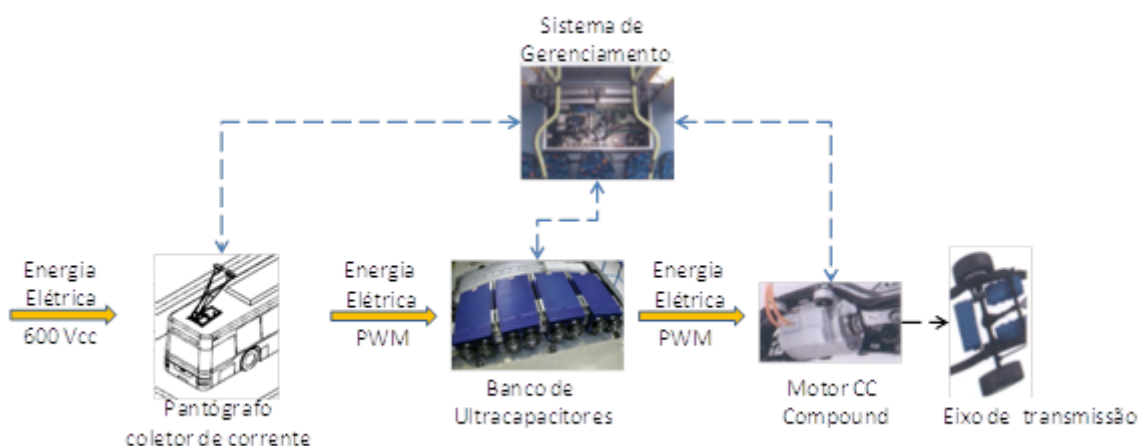 Sistema de
Gerenciamento
Energia
Elétrica
600 Vcc
Pantógrafo
coletor de corrente
Energia
Elétrica
PWM
Banco de
Ultracapacitores
Energia
Elétrica
PWM
Motor CC
Compound
Eixo de transmissão